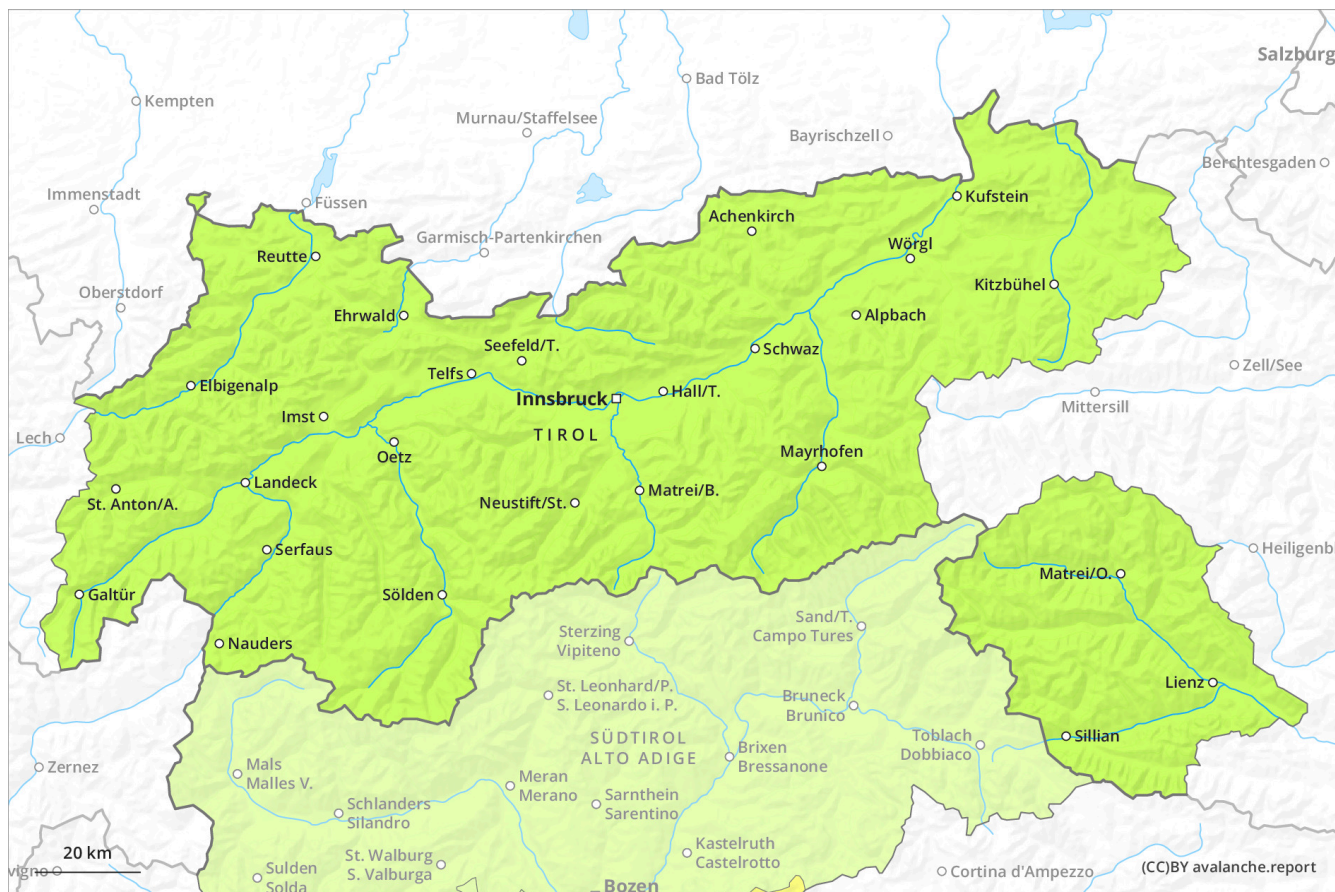 Salzburg
Bad Tölz
Kempten
Murnau/Staffelsee
Bayrischzell
Berchtesgaden
Immenstadt
Kufstein
Füssen
Achenkirch
Garmisch-Partenkirchen
Wörgl
Reutte
Kitzbühel
Oberstdorf
Ehrwald
Alpbach
Seefeld/T.
Schwaz
Zell/See
Telfs
Elbigenalp
Hall/T.
Innsbruck
Mittersill
Imst
TIROL
Lech
Oetz
Mayrhofen
Landeck
Matrei/B.
St. Anton/A.
Neustift/St.
Serfaus
Heiligenb
Matrei/O.
Galtür
Sölden
Sand/T.
Campo Tures
Sterzing
Vipiteno
Nauders
Lienz
St. Leonhard/P.
S. Leonardo i. P.
Bruneck
Brunico
Sillian
Toblach
Dobbiaco
SÜDTIROL
ALTO ADIGE
Brixen
Bressanone
Zernez
Mals
Malles V.
Meran
Merano
Sarnthein
Sarentino
Schlanders
Silandro
Kastelruth
Castelrotto
20 km
St. Walburg
S. Valburga
vigno
Sulden
Solda
Cortina d'Ampezzo
(CC)BY avalanche.report
Bozen